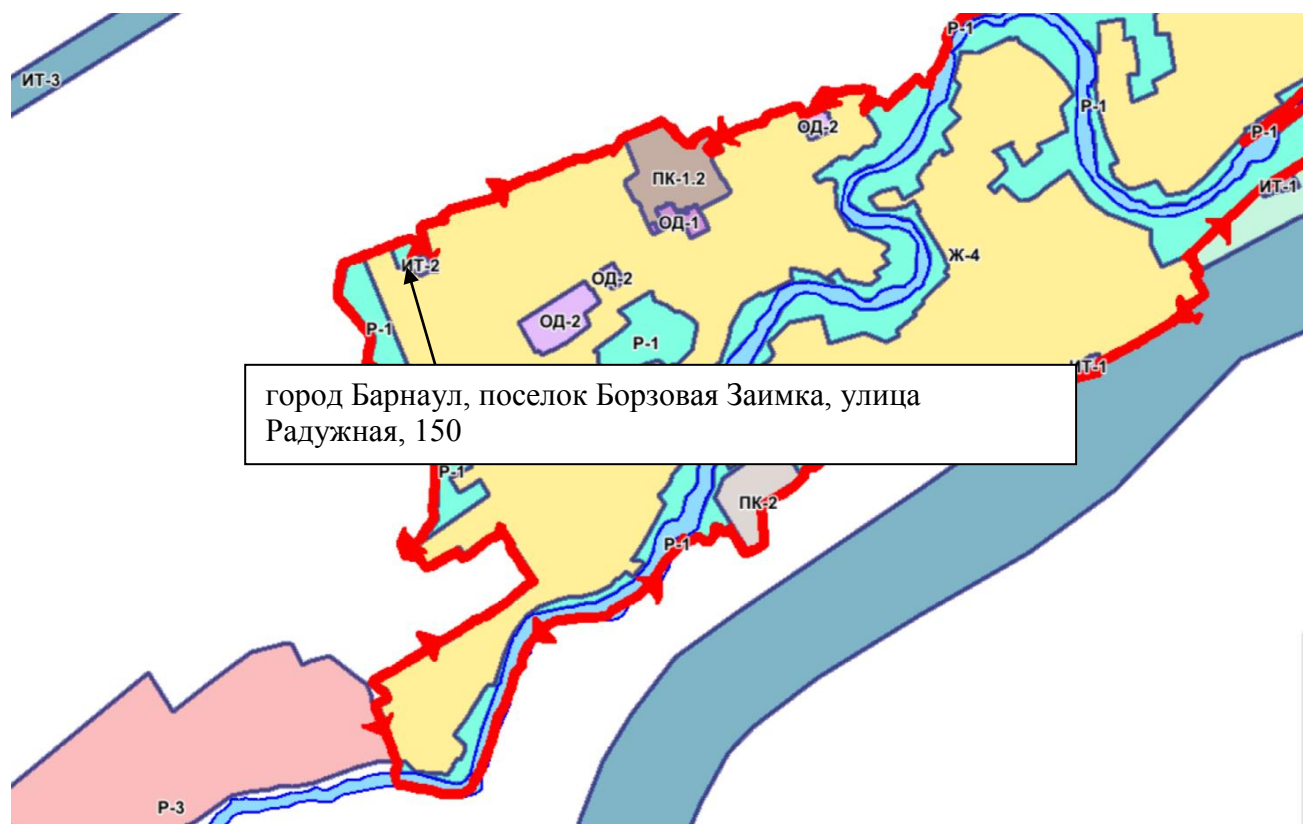 Р-1
ИТ-3
Р-1
ОД-2
Р-1
ПК-1.2
ИТ-1
ОД-1
Ж-4
ИТ-2
ОД-2
ОД-2
Р-1
Р-1
ИТ-1
город Барнаул, поселок Борзовая Заимка, улица
Радужная, 150
Р-1
ПК-2
Р-1
Р-3